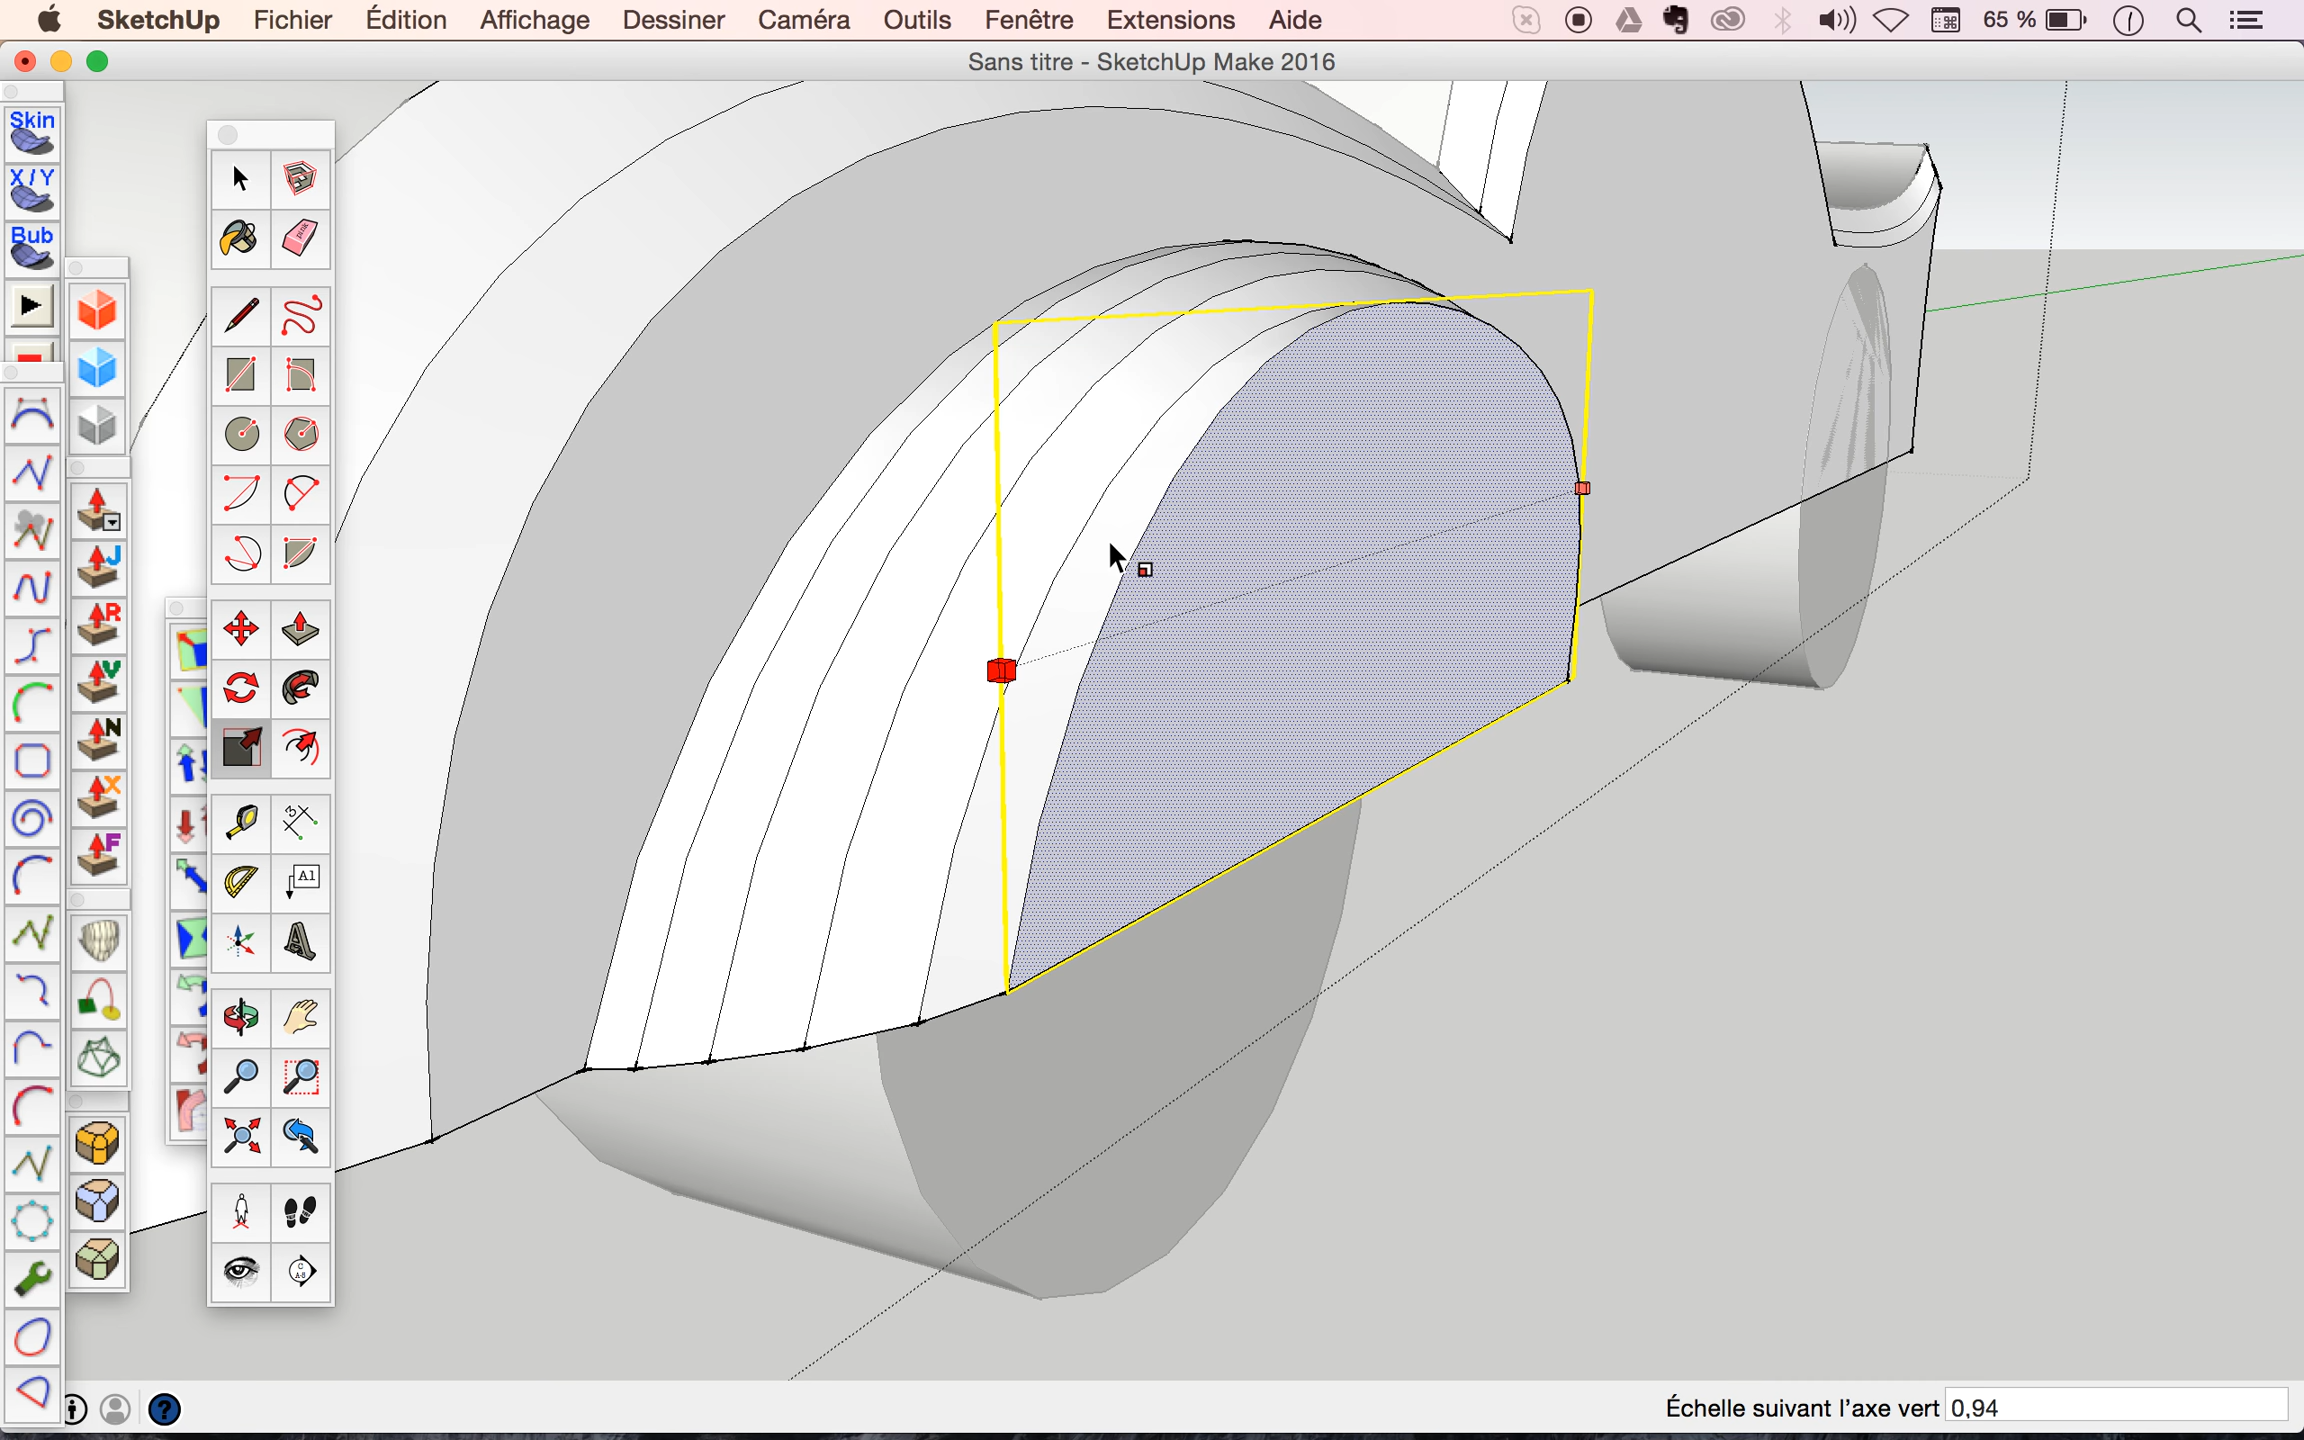 SketchUp Fichier Édition Affichage Dessiner Caméra Outils Fenêtre Extensions Aide
65 %
Sans titre - SketchUp Make 2016
Skin
X/Y
Bub
J
R
V
N
X
F
A1
Échelle suivant l’axe vert 0,94